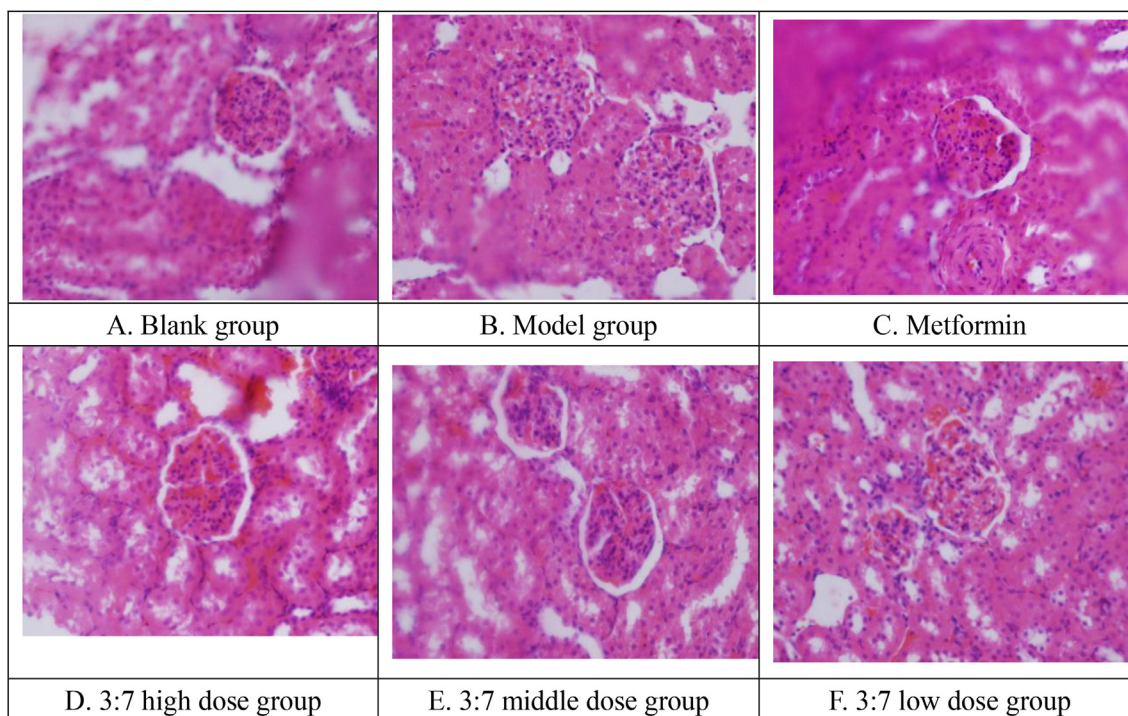 A. Blank group
B. Model group
C. Metformin
D. 3:7 high dose group
E. 3:7 middle dose group
F. 3:7 low dose group